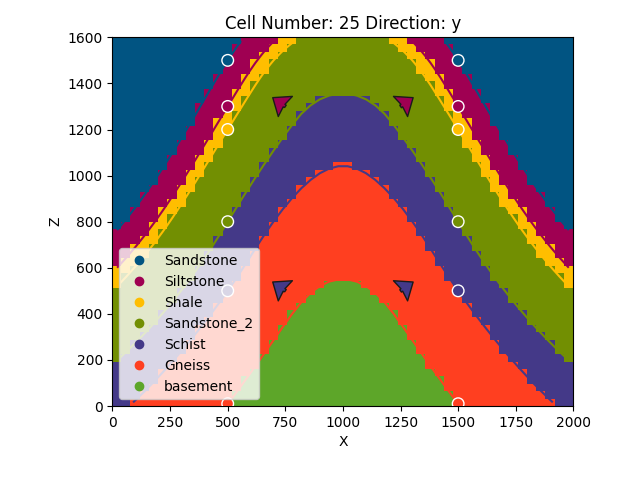 Cell Number: 25 Direction: y
1600
1400
1200
1000
800
600
400
200
0
Z
Sandstone
Siltstone
Shale
Sandstone_2
Schist
Gneiss
basement
0 250 500 750 1000 1250 1500 1750 2000
X